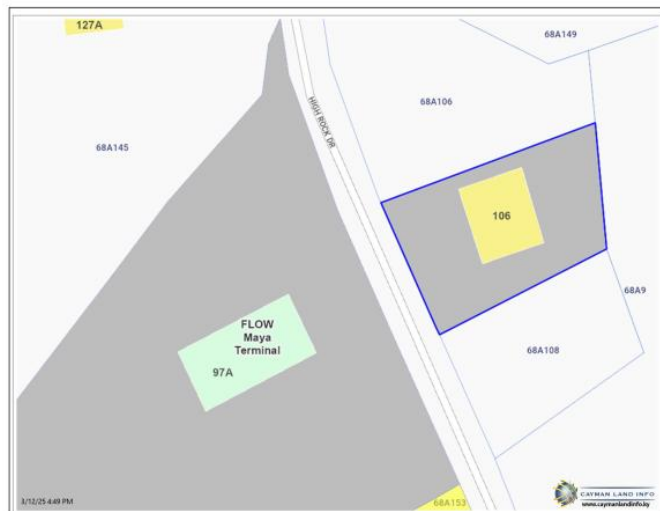 127A
68A149
68A106
HIGH ROCK DR
68A145
106
68A9
FLOW
Maya
Terminal
97A
68A108
68A153
3/12/25 4:49 PM
CAYMAN LAND INFO
www.caymanlandinfo.ky